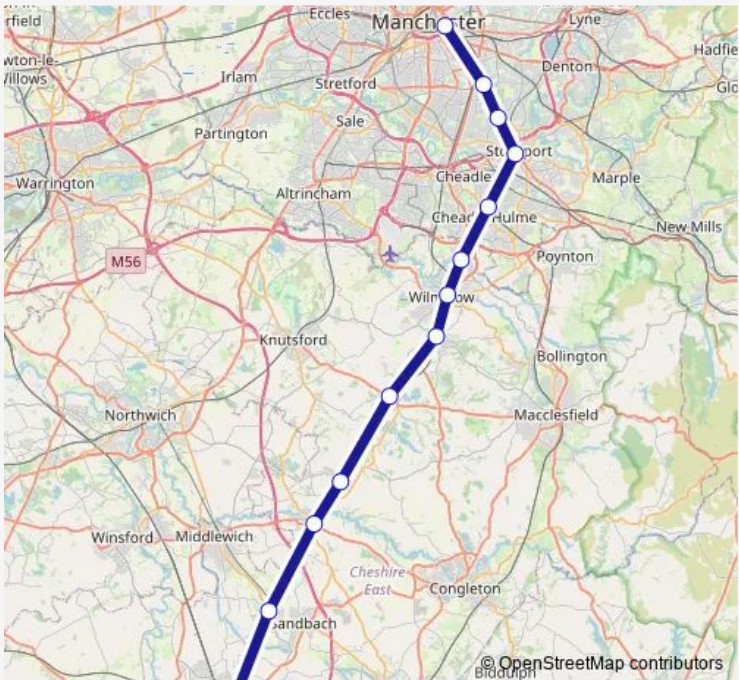 Eccles
Manchester
Lyne
erfield
Hadfie
wton-le-
Willows
Irlam
Stretford
Denton
Glo
Partington
Sale
Stockport
Warrington
Altrincham
Cheadle
Marple
Cheadle Hulme
New Mills
M56
Poynton
Wilmslow
Knutsford
Bollington
Northwich
Macclesfield
Winsford
Middlewich
Cheshire
East
Congleton
Sandbach
Biddulph
© OpenStreetMap contributors